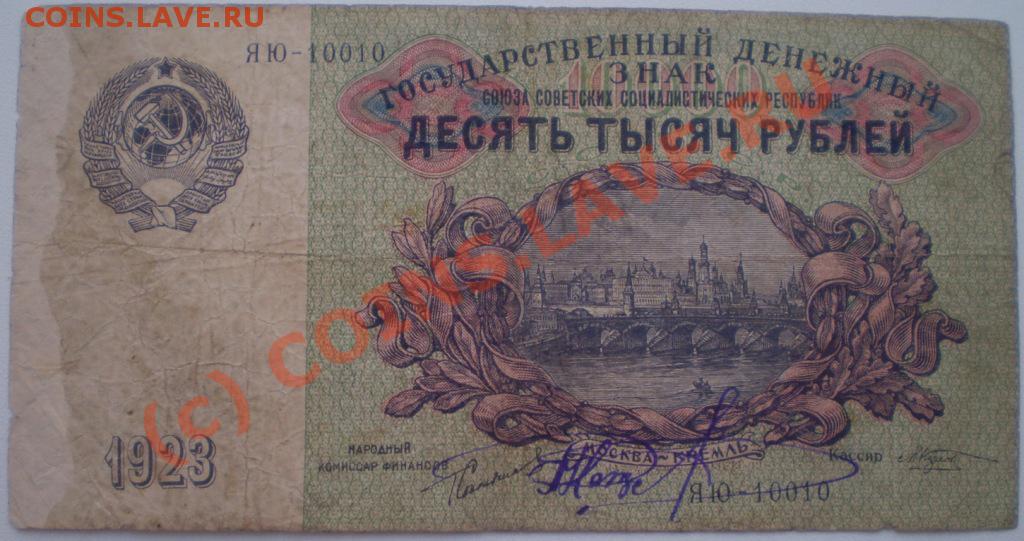 COINS.LAVE.RU
ЯЮ-10010
10000
ГОСУДАРСТВЕННЫЙ ДЕНЕЖНЫЙ
ЗНАК
СОЮЗА СОВЕТСКИХ СОЦИАЛИСТИЧЕСКИХ РЕСПУБЛИК
ДЕСЯТЬ ТЫСЯЧ РУБЛЕЙ
(c) COINS.LAVE.RU
1923
НАРОДНЫЙ
КОМИССАР ФИНАНСОВ
МОСКВА-КРЕМЛЬ
Кассир
ЯЮ-10010